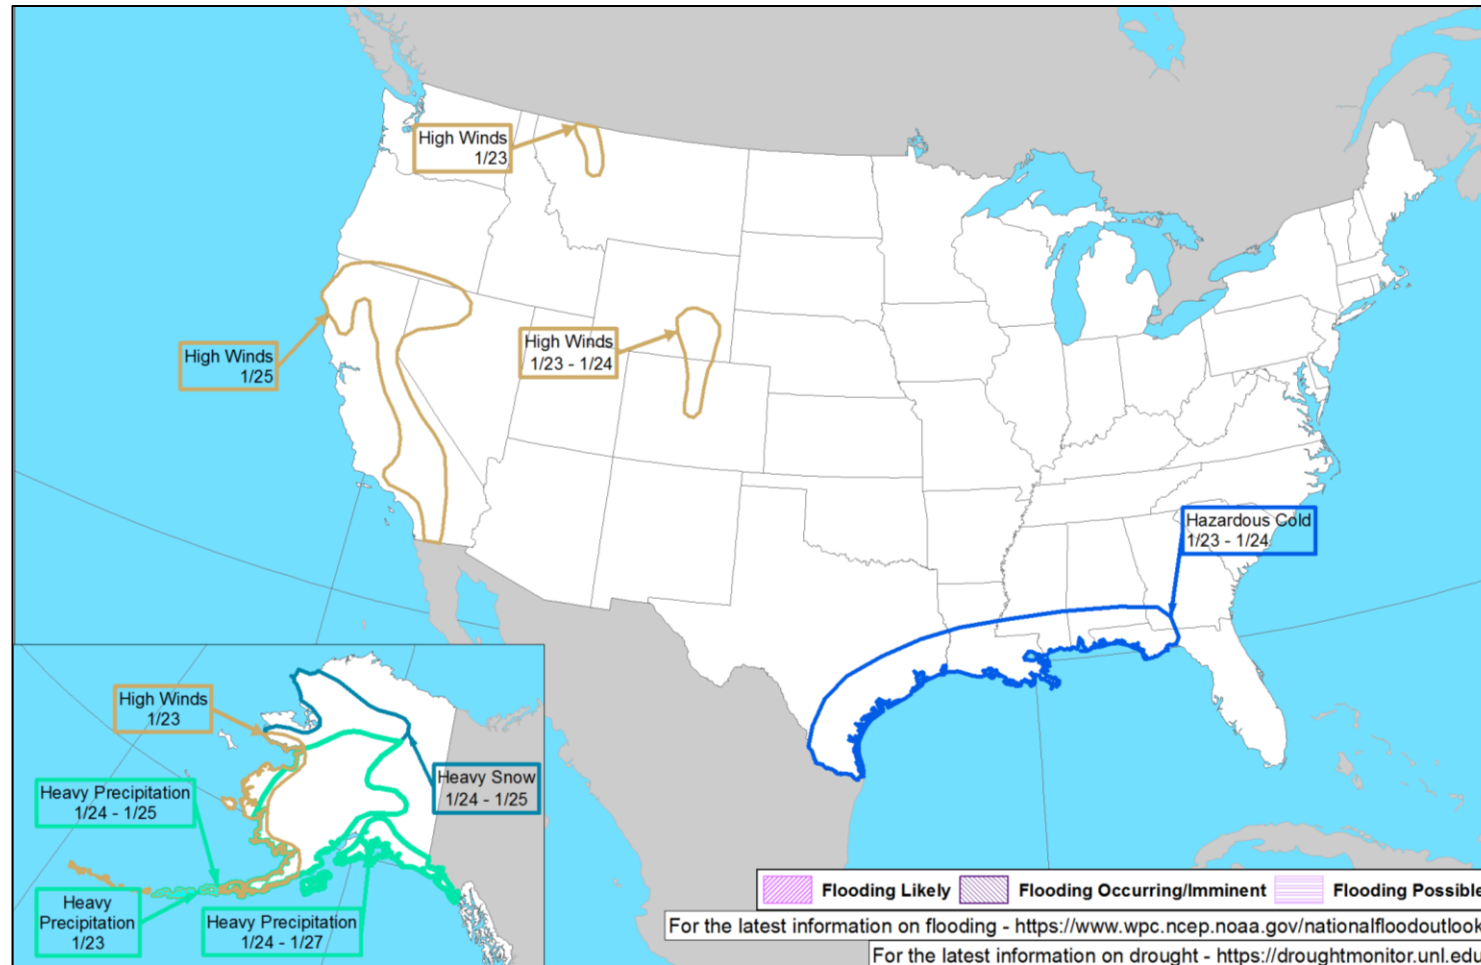 High Winds
1/23
High Winds
1/25
High Winds
1/23 - 1/24
Hazardous Cold
1/23 - 1/24
High Winds
1/23
Heavy Precipitation
1/24 - 1/25
Heavy Snow
1/24 - 1/25
Heavy
Precipitation
1/23
Heavy Precipitation
1/24 - 1/27
Flooding Likely
Flooding Occurring/Imminent
Flooding Possible
For the latest information on flooding - https://www.wpc.ncep.noaa.gov/nationalfloodoutlook
For the latest information on drought - https://droughtmonitor.unl.edu